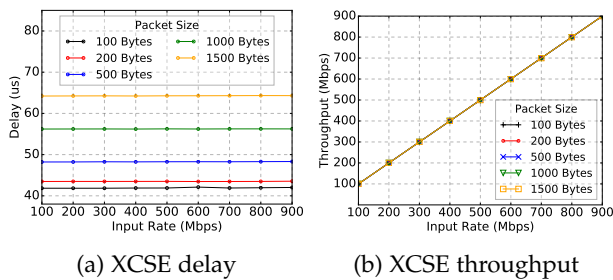 Packet Size
100 Bytes
200 Bytes
500 Bytes
1000 Bytes
1500 Bytes
Delay (us)
80
70
60
50
40
100 200 300 400 500 600 700 800 900
Input Rate (Mbps)
(a) XCSE delay
Throughput (Mbps)
900
800
700
600
500
400
300
200
100
Packet Size
100 Bytes
200 Bytes
500 Bytes
1000 Bytes
1500 Bytes
100 200 300 400 500 600 700 800 900
Input Rate (Mbps)
(b) XCSE throughput